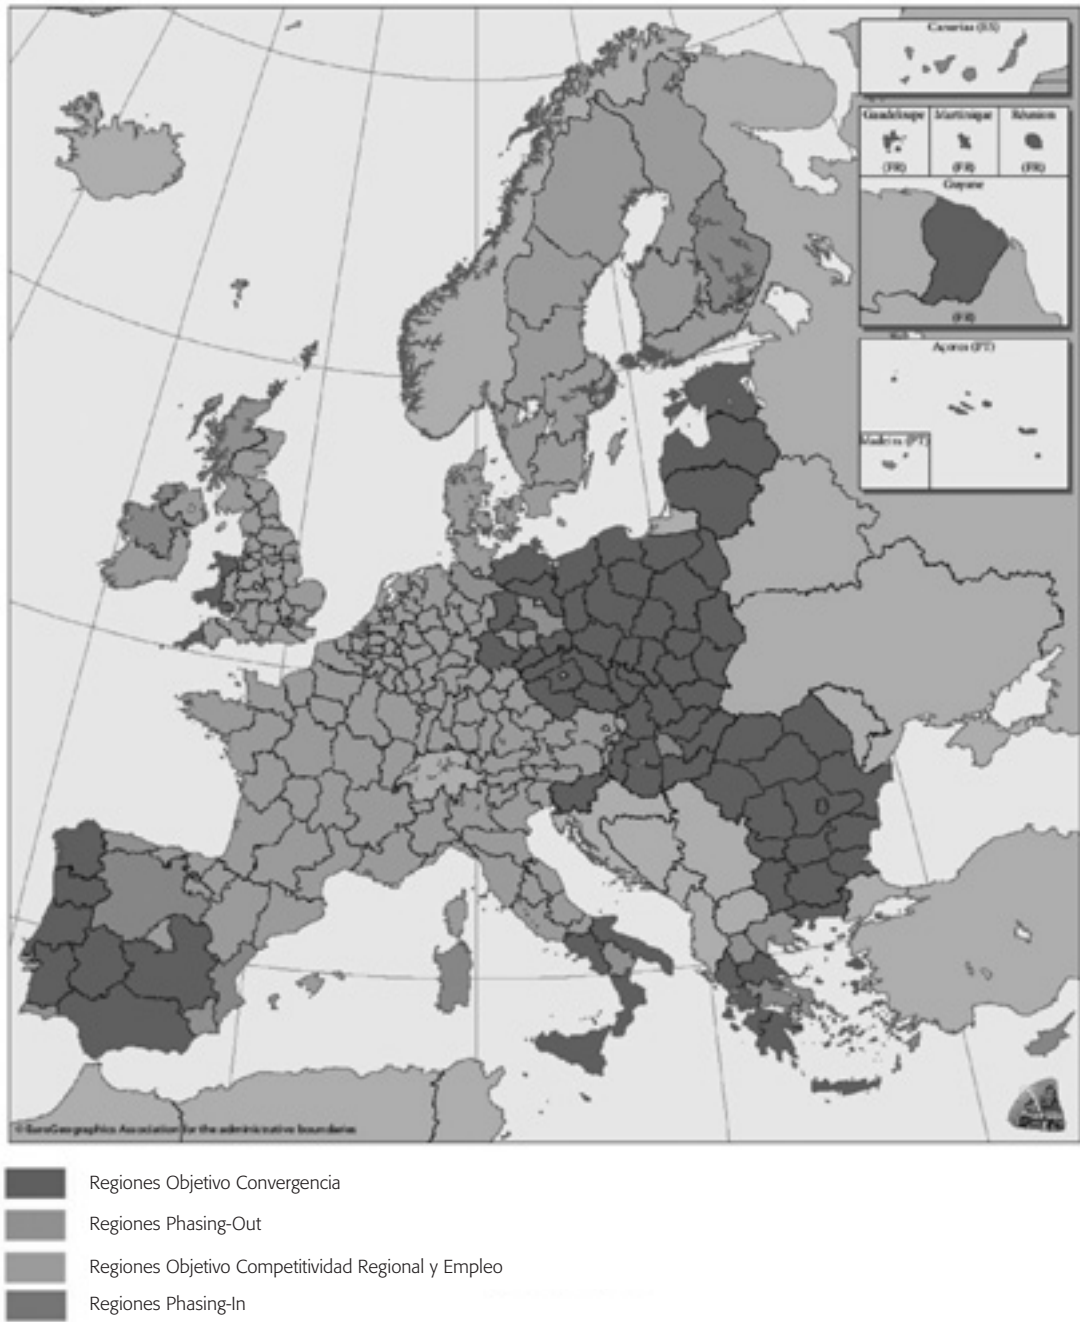 Canarias (ES)
Guadeloupe Martinique Réunion
(FR) (FR) (FR)
Guyane
(FR)
Açores (PT)
Madeira (PT)
© EuroGeographics Association for the administrative boundaries
Regiones Objetivo Convergencia
Regiones Phasing-Out
Regiones Objetivo Competitividad Regional y Empleo
Regiones Phasing-In